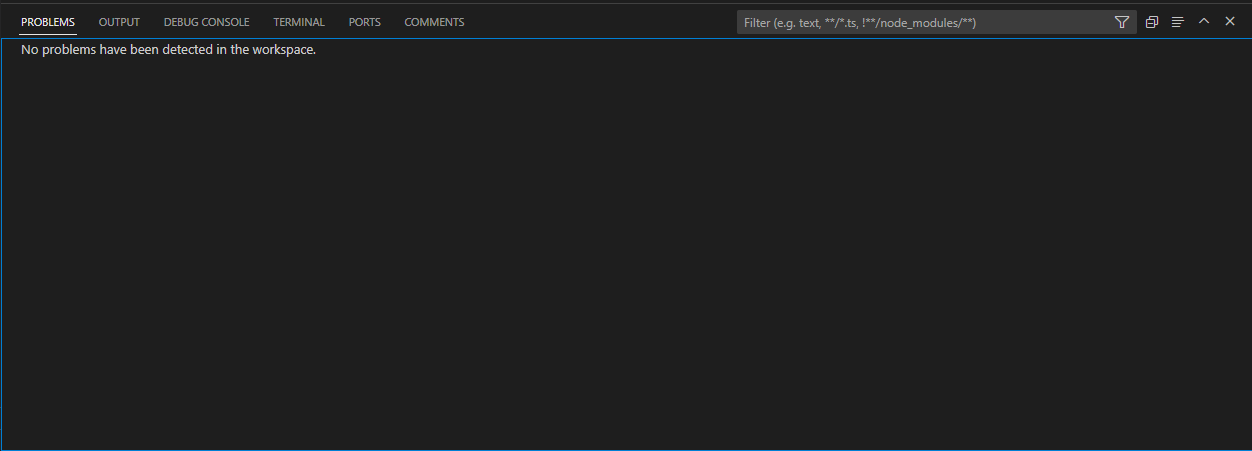 PROBLEMS OUTPUT DEBUG CONSOLE TERMINAL PORTS COMMENTS Filter (e.g. text, **/*.ts, !**/node_modules/**)
No problems have been detected in the workspace.